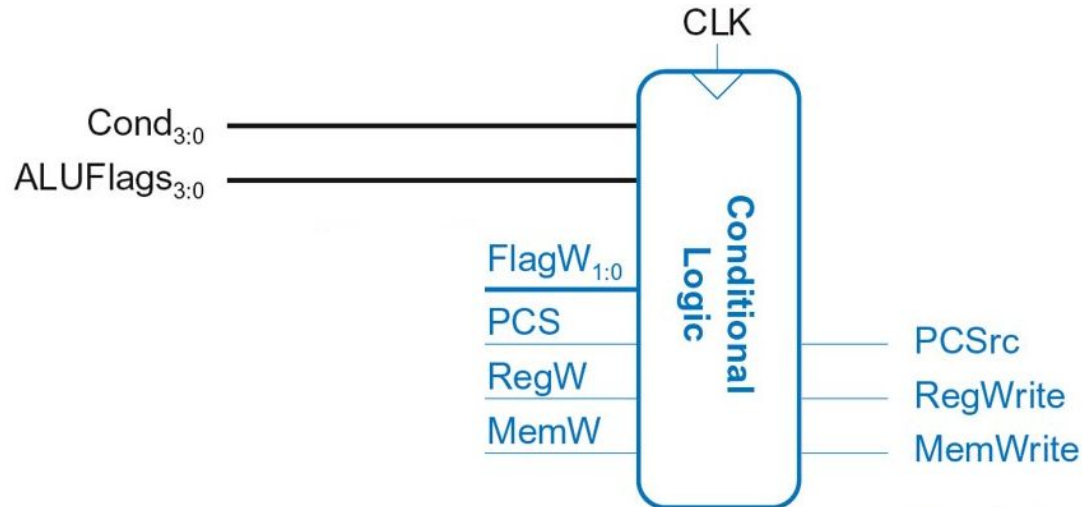 CLK
Cond3:0
ALUFlags3:0
FlagW1:0
PCS
RegW
MemW
Conditional
Logic
PCSrc
RegWrite
MemWrite